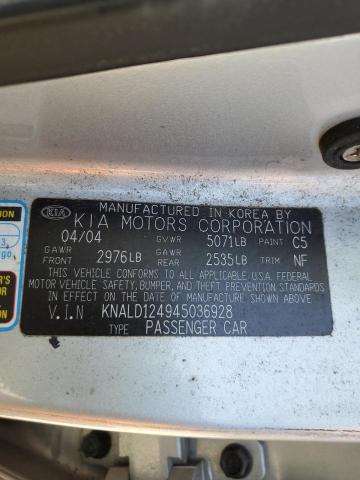 MANUFACTURED IN KOREA BY
KIA KIA MOTORS CORPORATION
04/04 GVWR 5071LB PAINT C5
GAWR FRONT 2976LB GAWR REAR 2535LB TRIM NF
THIS VEHICLE CONFORMS TO ALL APPLICABLE U.S. FEDERAL
MOTOR VEHICLE SAFETY, BUMPER, AND THEFT PREVENTION STANDARDS
IN EFFECT ON THE DATE OF MANUFACTURE SHOWN ABOVE.
V.I.N KNALD124945036928
TYPE PASSENGER CAR